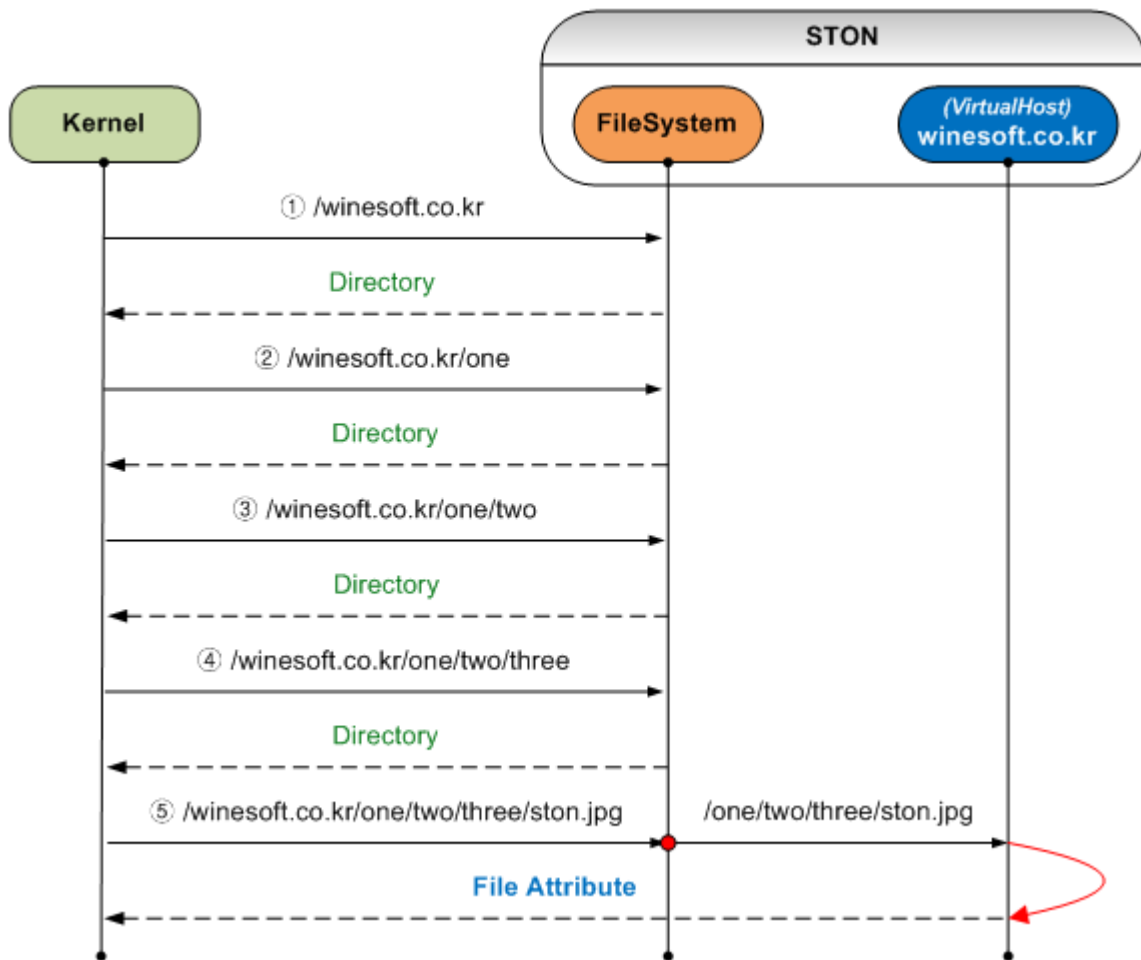 STON
Kernel
FileSystem
(VirtualHost)
winesoft.co.kr
① /winesoft.co.kr
Directory
② /winesoft.co.kr/one
Directory
③ /winesoft.co.kr/one/two
Directory
④ /winesoft.co.kr/one/two/three
Directory
⑤ /winesoft.co.kr/one/two/three/ston.jpg
/one/two/three/ston.jpg
File Attribute